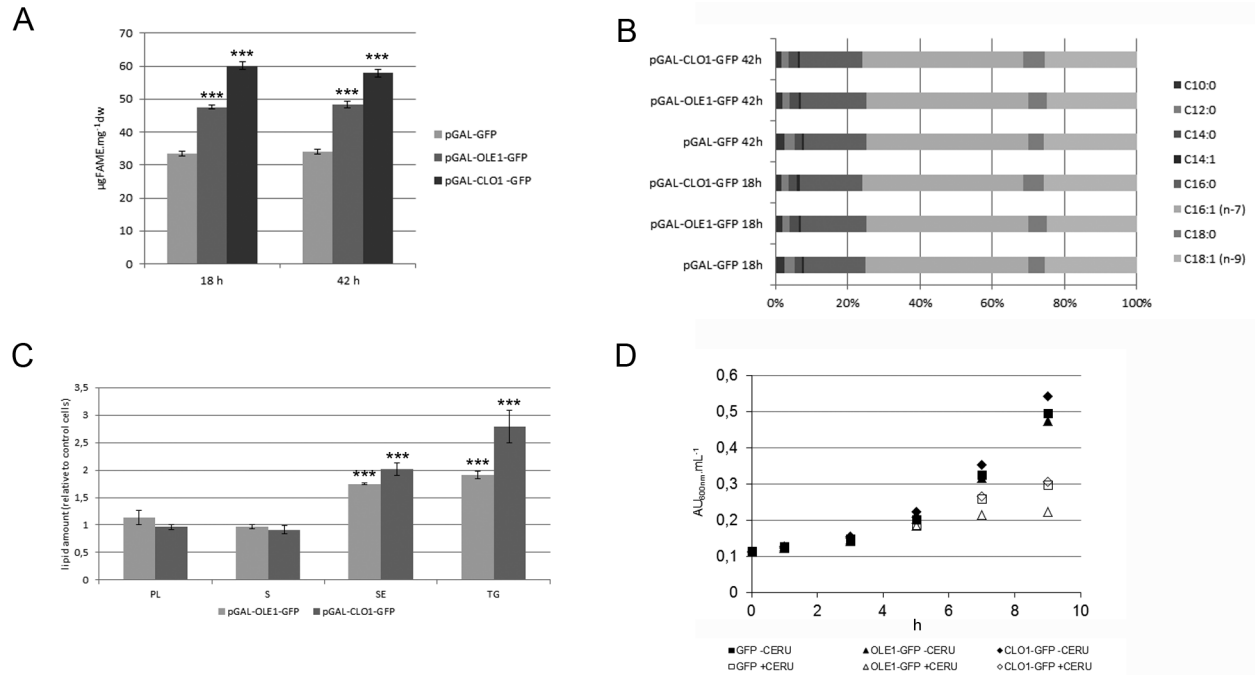 A
µgFAME.mg⁻¹dw
70
60
50
40
30
20
10
0
***
***
***
***
18 h
42 h
pGAL-GFP
pGAL-OLE1-GFP
pGAL-CLO1 -GFP
B
pGAL-CLO1-GFP 42h
pGAL-OLE1-GFP 42h
pGAL-GFP 42h
pGAL-CLO1-GFP 18h
pGAL-OLE1-GFP 18h
pGAL-GFP 18h
0% 20% 40% 60% 80% 100%
C10:0
C12:0
C14:0
C14:1
C16:0
C16:1 (n-7)
C18:0
C18:1 (n-9)
C
lipid amount (relative to control cells)
3,5
3
2,5
2
1,5
1
0,5
0
***
***
***
***
PL S SE TG
pGAL-OLE1-GFP pGAL-CLO1-GFP
D
AU600nm.mL⁻¹
0,6
0,5
0,4
0,3
0,2
0,1
0
0 2 4 6 8 10
h
GFP -CERU OLE1-GFP -CERU CLO1-GFP -CERU
GFP +CERU OLE1-GFP +CERU CLO1-GFP +CERU